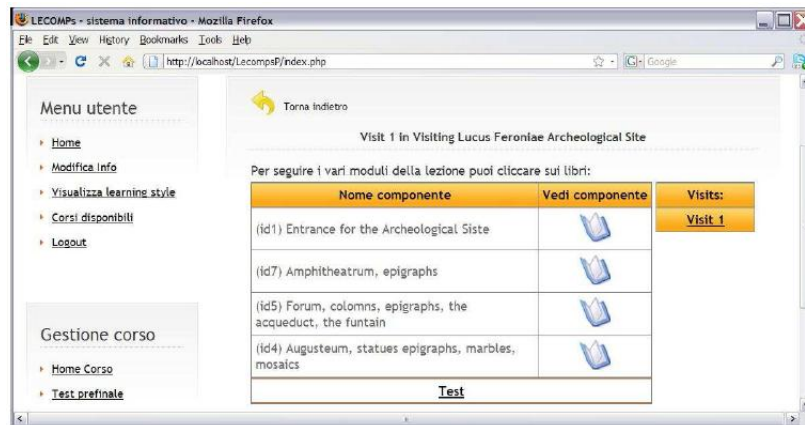 LECOMPs - sistema informativo - Mozilla Firefox
File Edit View History Bookmarks Tools Help
http://localhost/LecompsP/index.php
Google
Menu utente
Home
Modifica Info
Visualizza learning style
Corsi disponibili
Logout
Gestione corso
Home Corso
Test prefinale
Torna indietro
Visit 1 in Visiting Lucus Feroniae Archeological Site
Per seguire i vari moduli della lezione puoi cliccare sui libri:
Nome componente Vedi componente
(id1) Entrance for the Archeological Siste
(id7) Amphitheatrum, epigraphs
(id5) Forum, colomns, epigraphs, the
acqueduct, the funtain
(id4) Augusteum, statues epigraphs, marbles,
mosaics
Test
Visits:
Visit 1